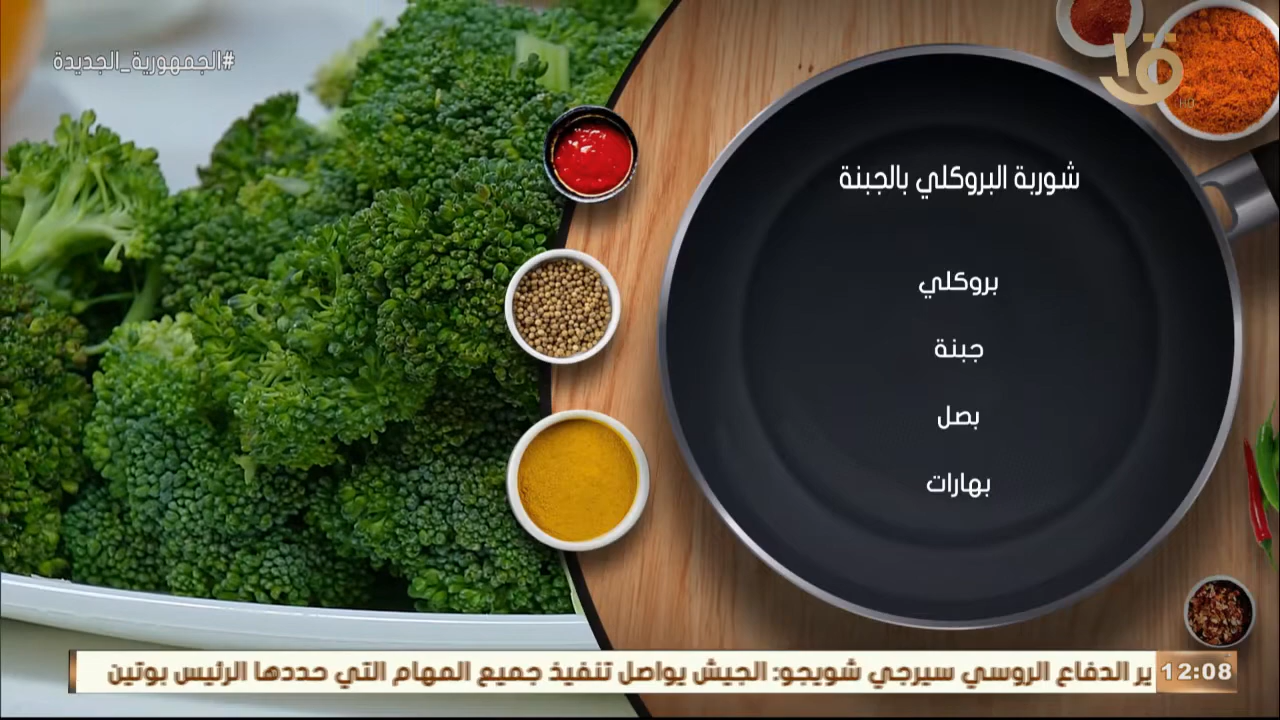 #الجمهورية_الجديدة
HD
شوربة البروكلي بالجبنة
بروكلي
جبنة
بصل
بهارات
12:08 ير الدفاع الروسي سيرجي شويجو: الجيش يواصل تنفيذ جميع المهام التي حددها الرئيس بوتين